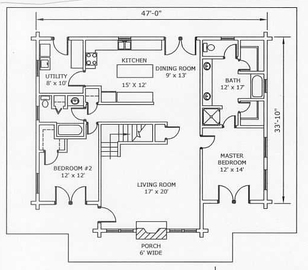 47'-0"
KITCHEN
DINING ROOM
9' x 13'
UTILITY
8' x 10'
15' X 12'
BATH
12' x 17'
33'-10"
BEDROOM #2
12' x 12'
MASTER
BEDROOM
12' x 14'
LIVING ROOM
17' x 20'
PORCH
6' WIDE